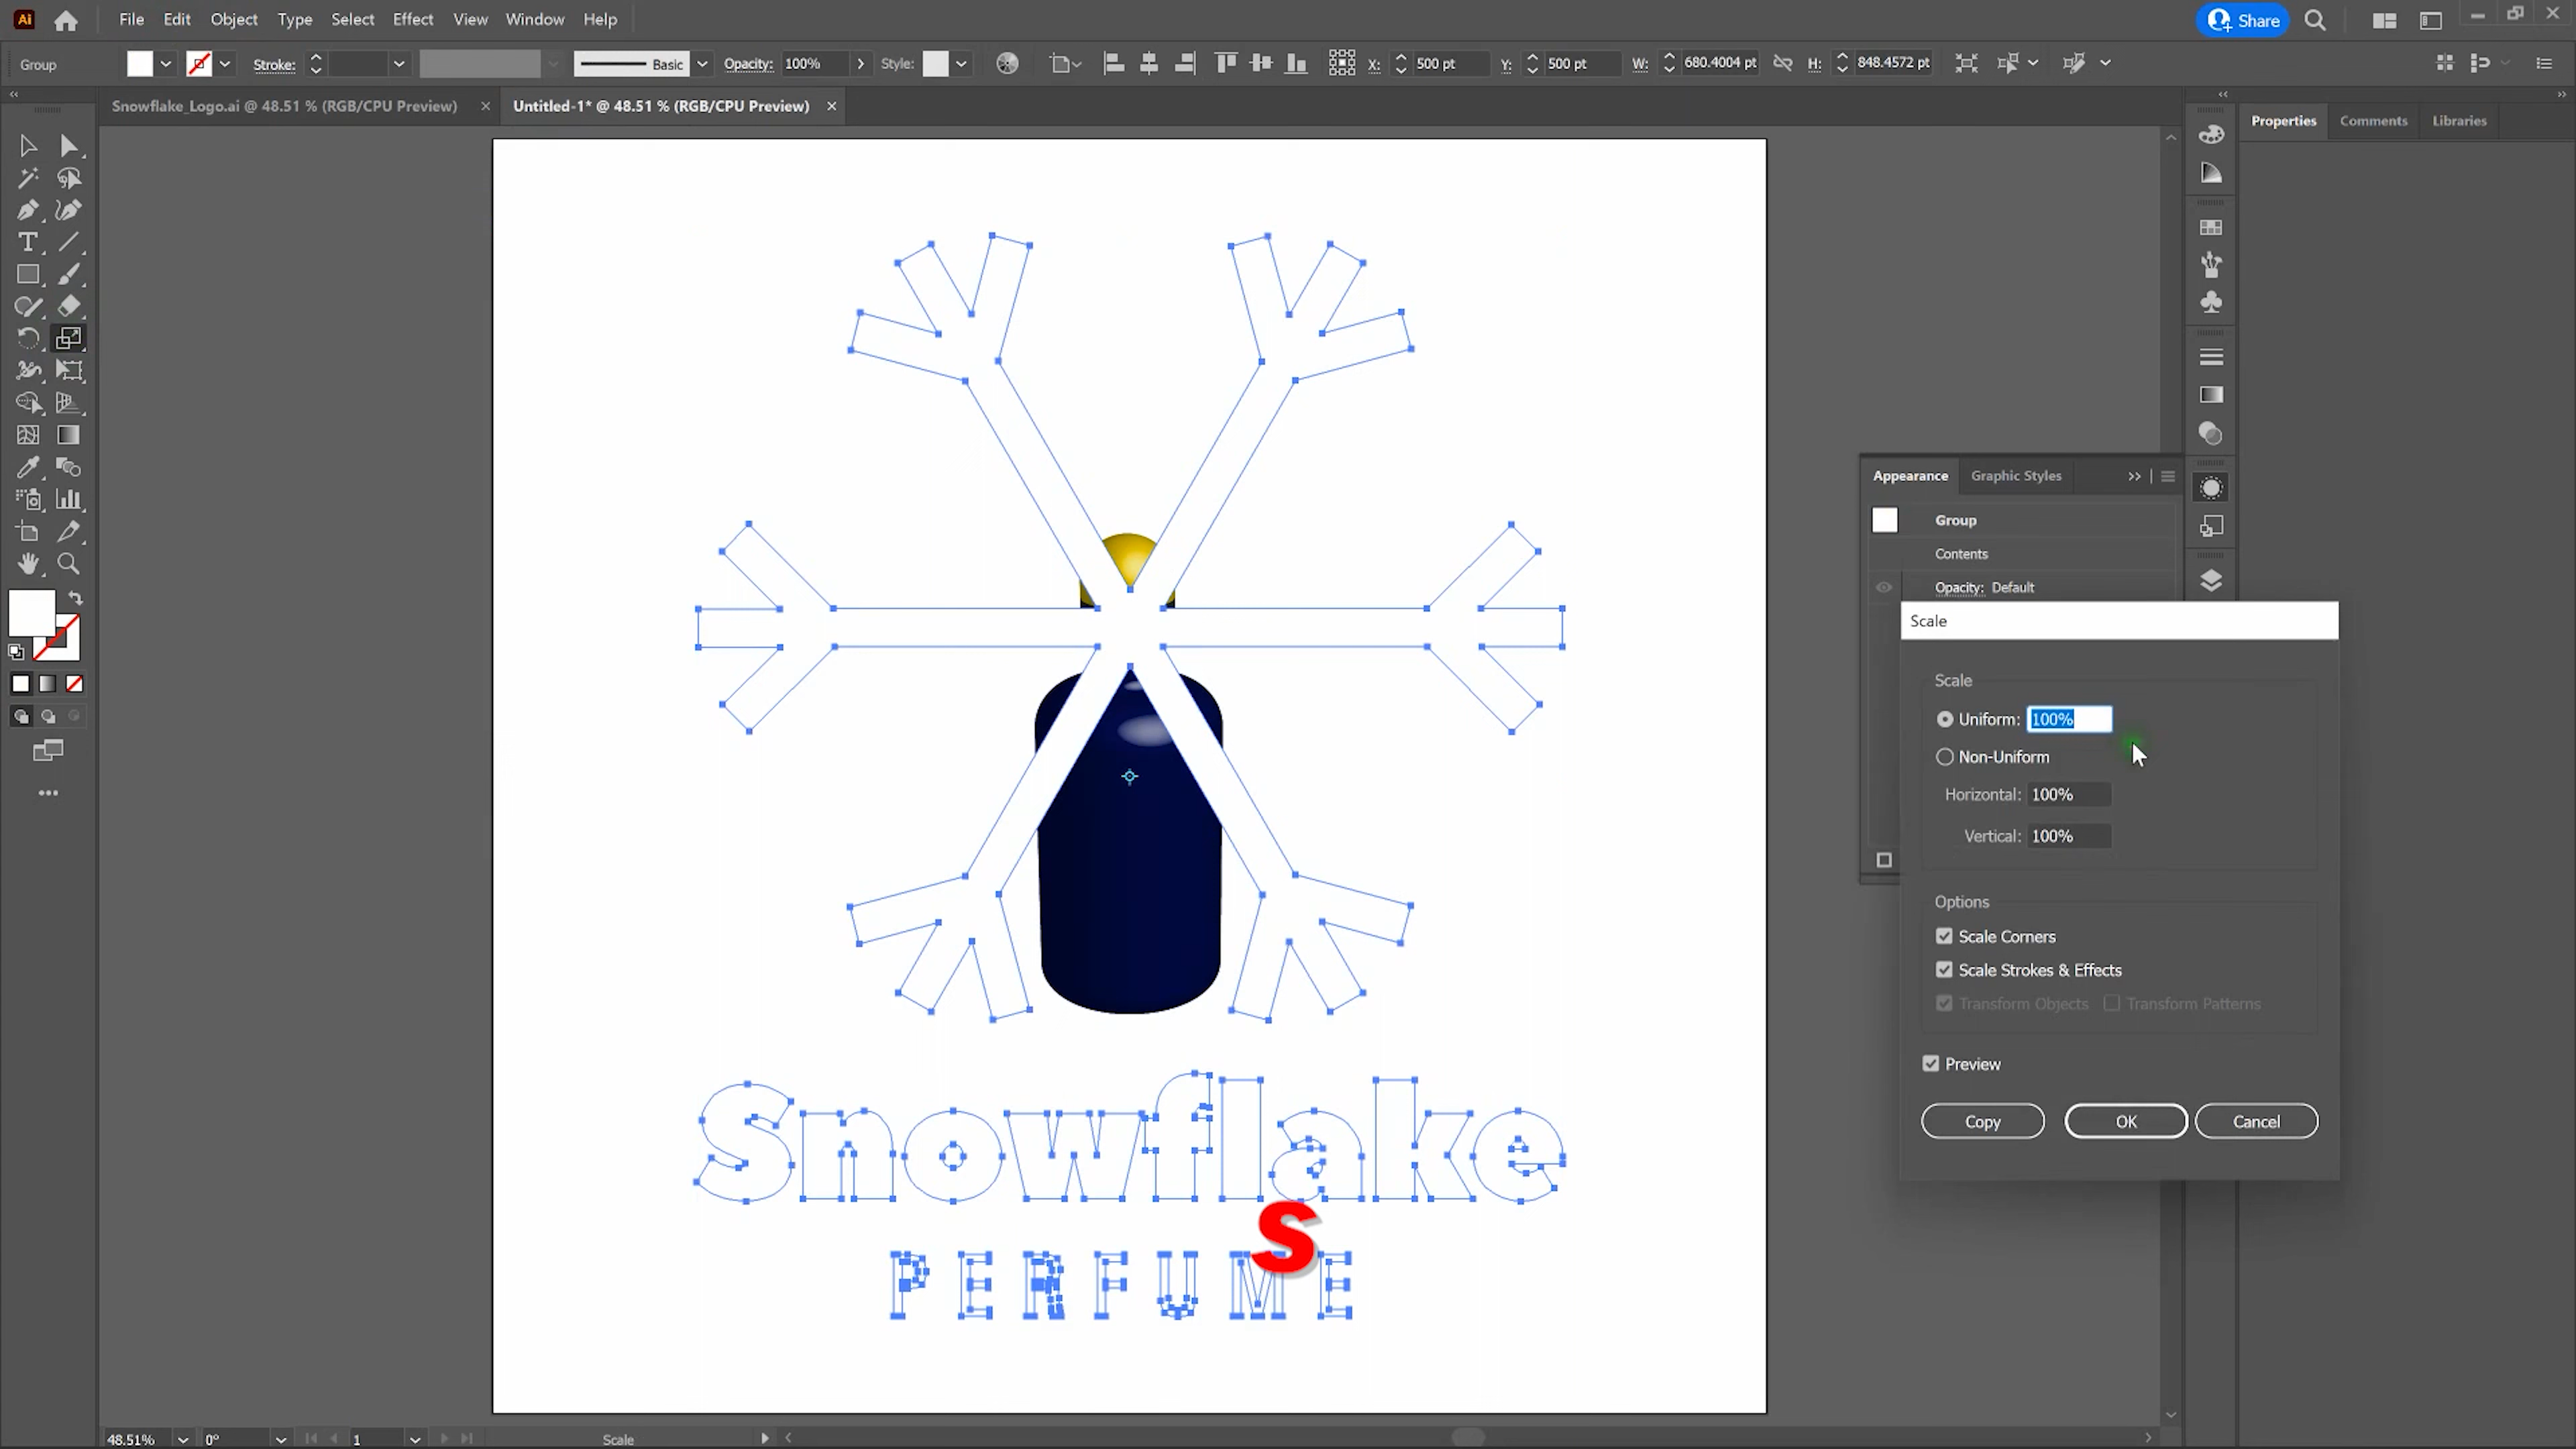 Ai File Edit Object Type Select Effect View Window Help Share
Group Stroke: Basic Opacity: 100% Style: X: 500 pt Y: 500 pt W: 680.4004 pt H: 848.4572 pt
Snowflake_Logo.ai @ 48.51 % (RGB/CPU Preview) Untitled-1* @ 48.51 % (RGB/CPU Preview)
Properties Comments Libraries
Appearance Graphic Styles
Group
Contents
Opacity: Default
Scale
Scale
Uniform: 100%
Non-Uniform
Horizontal: 100%
Vertical: 100%
Options
Scale Corners
Scale Strokes & Effects
Transform Objects Transform Patterns
Preview
Copy OK Cancel
Snowflake
S
PERFUME
48.51% 0° 1 Scale